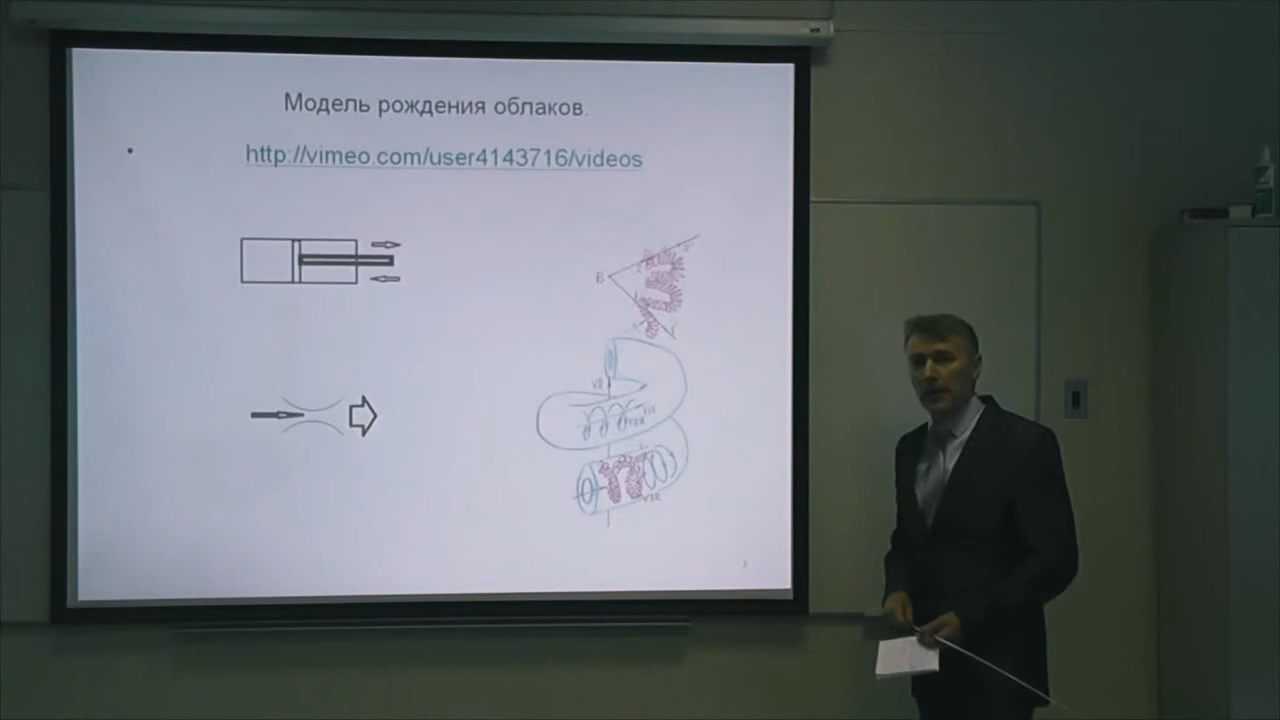 Модель рождения облаков.
http://vimeo.com/user4143716/videos
B